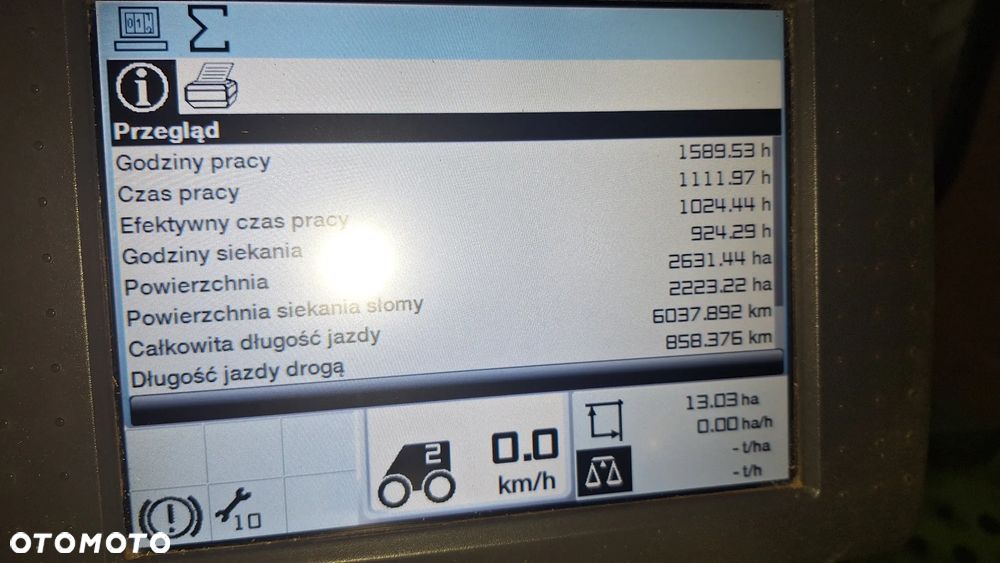 Przegląd
Godziny pracy 1589.53 h
Czas pracy 1111.97 h
Efektywny czas pracy 1024.44 h
Godziny siekania 924.29 h
Powierzchnia 2631.44 ha
Powierzchnia siekania słomy 2223.22 ha
Całkowita długość jazdy 6037.892 km
Długość jazdy drogą 858.376 km
13.03 ha
0.00 ha/h
- t/ha
- t/h
2
0.0
km/h
10
OTOMOTO